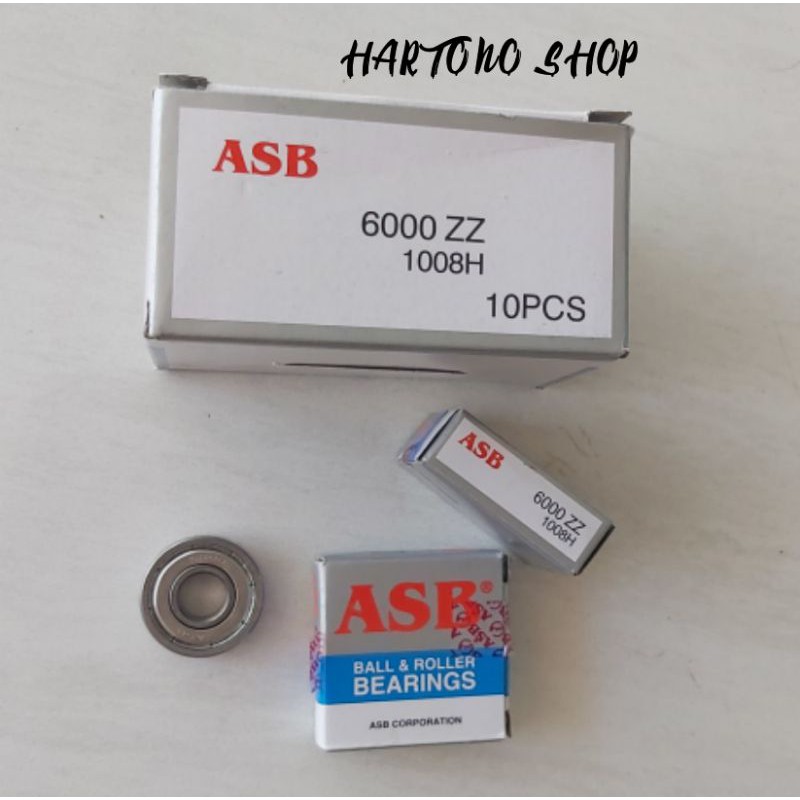 HARTONO SHOP
ASB
6000 ZZ
1008H
10PCS
ASB
6000 ZZ
1008H
ASB®
BALL & ROLLER
BEARINGS
ASB CORPORATION